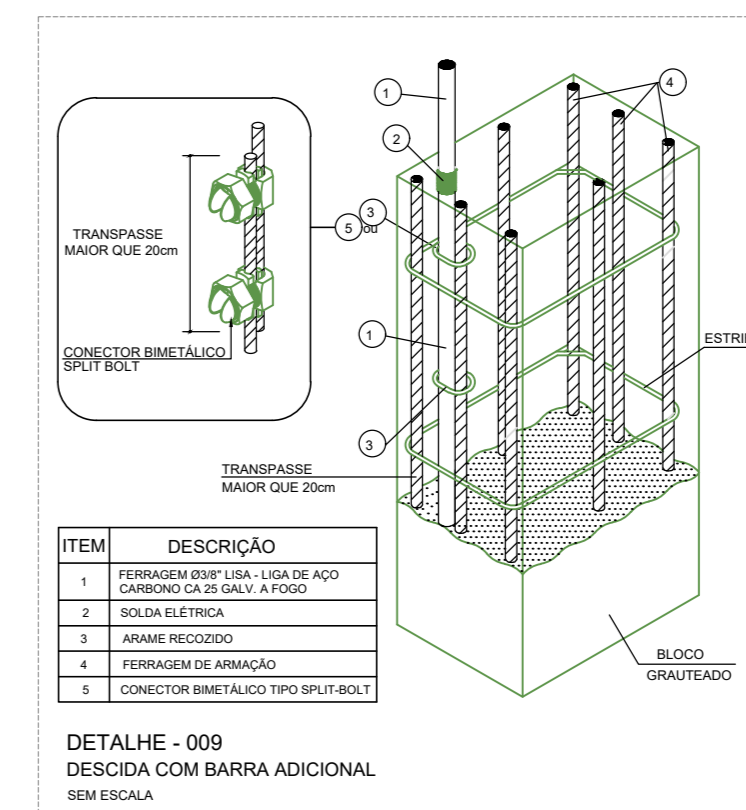 1
2
4
3
5
ou
TRANSPASSE
MAIOR QUE 20cm
CONECTOR BIMETÁLICO
SPLIT BOLT
1
3
TRANSPASSE
MAIOR QUE 20cm
BLOCO
GRAUTEADO
ITEM DESCRIÇÃO
1 FERRAGEM Ø3/8" LISA - LIGA DE AÇO
CARBONO CA 25 GALV. A FOGO
2 SOLDA ELÉTRICA
3 ARAME RECOZIDO
4 FERRAGEM DE ARMAÇÃO
5 CONECTOR BIMETÁLICO TIPO SPLIT-BOLT
DETALHE - 009
DESCIDA COM BARRA ADICIONAL
SEM ESCALA